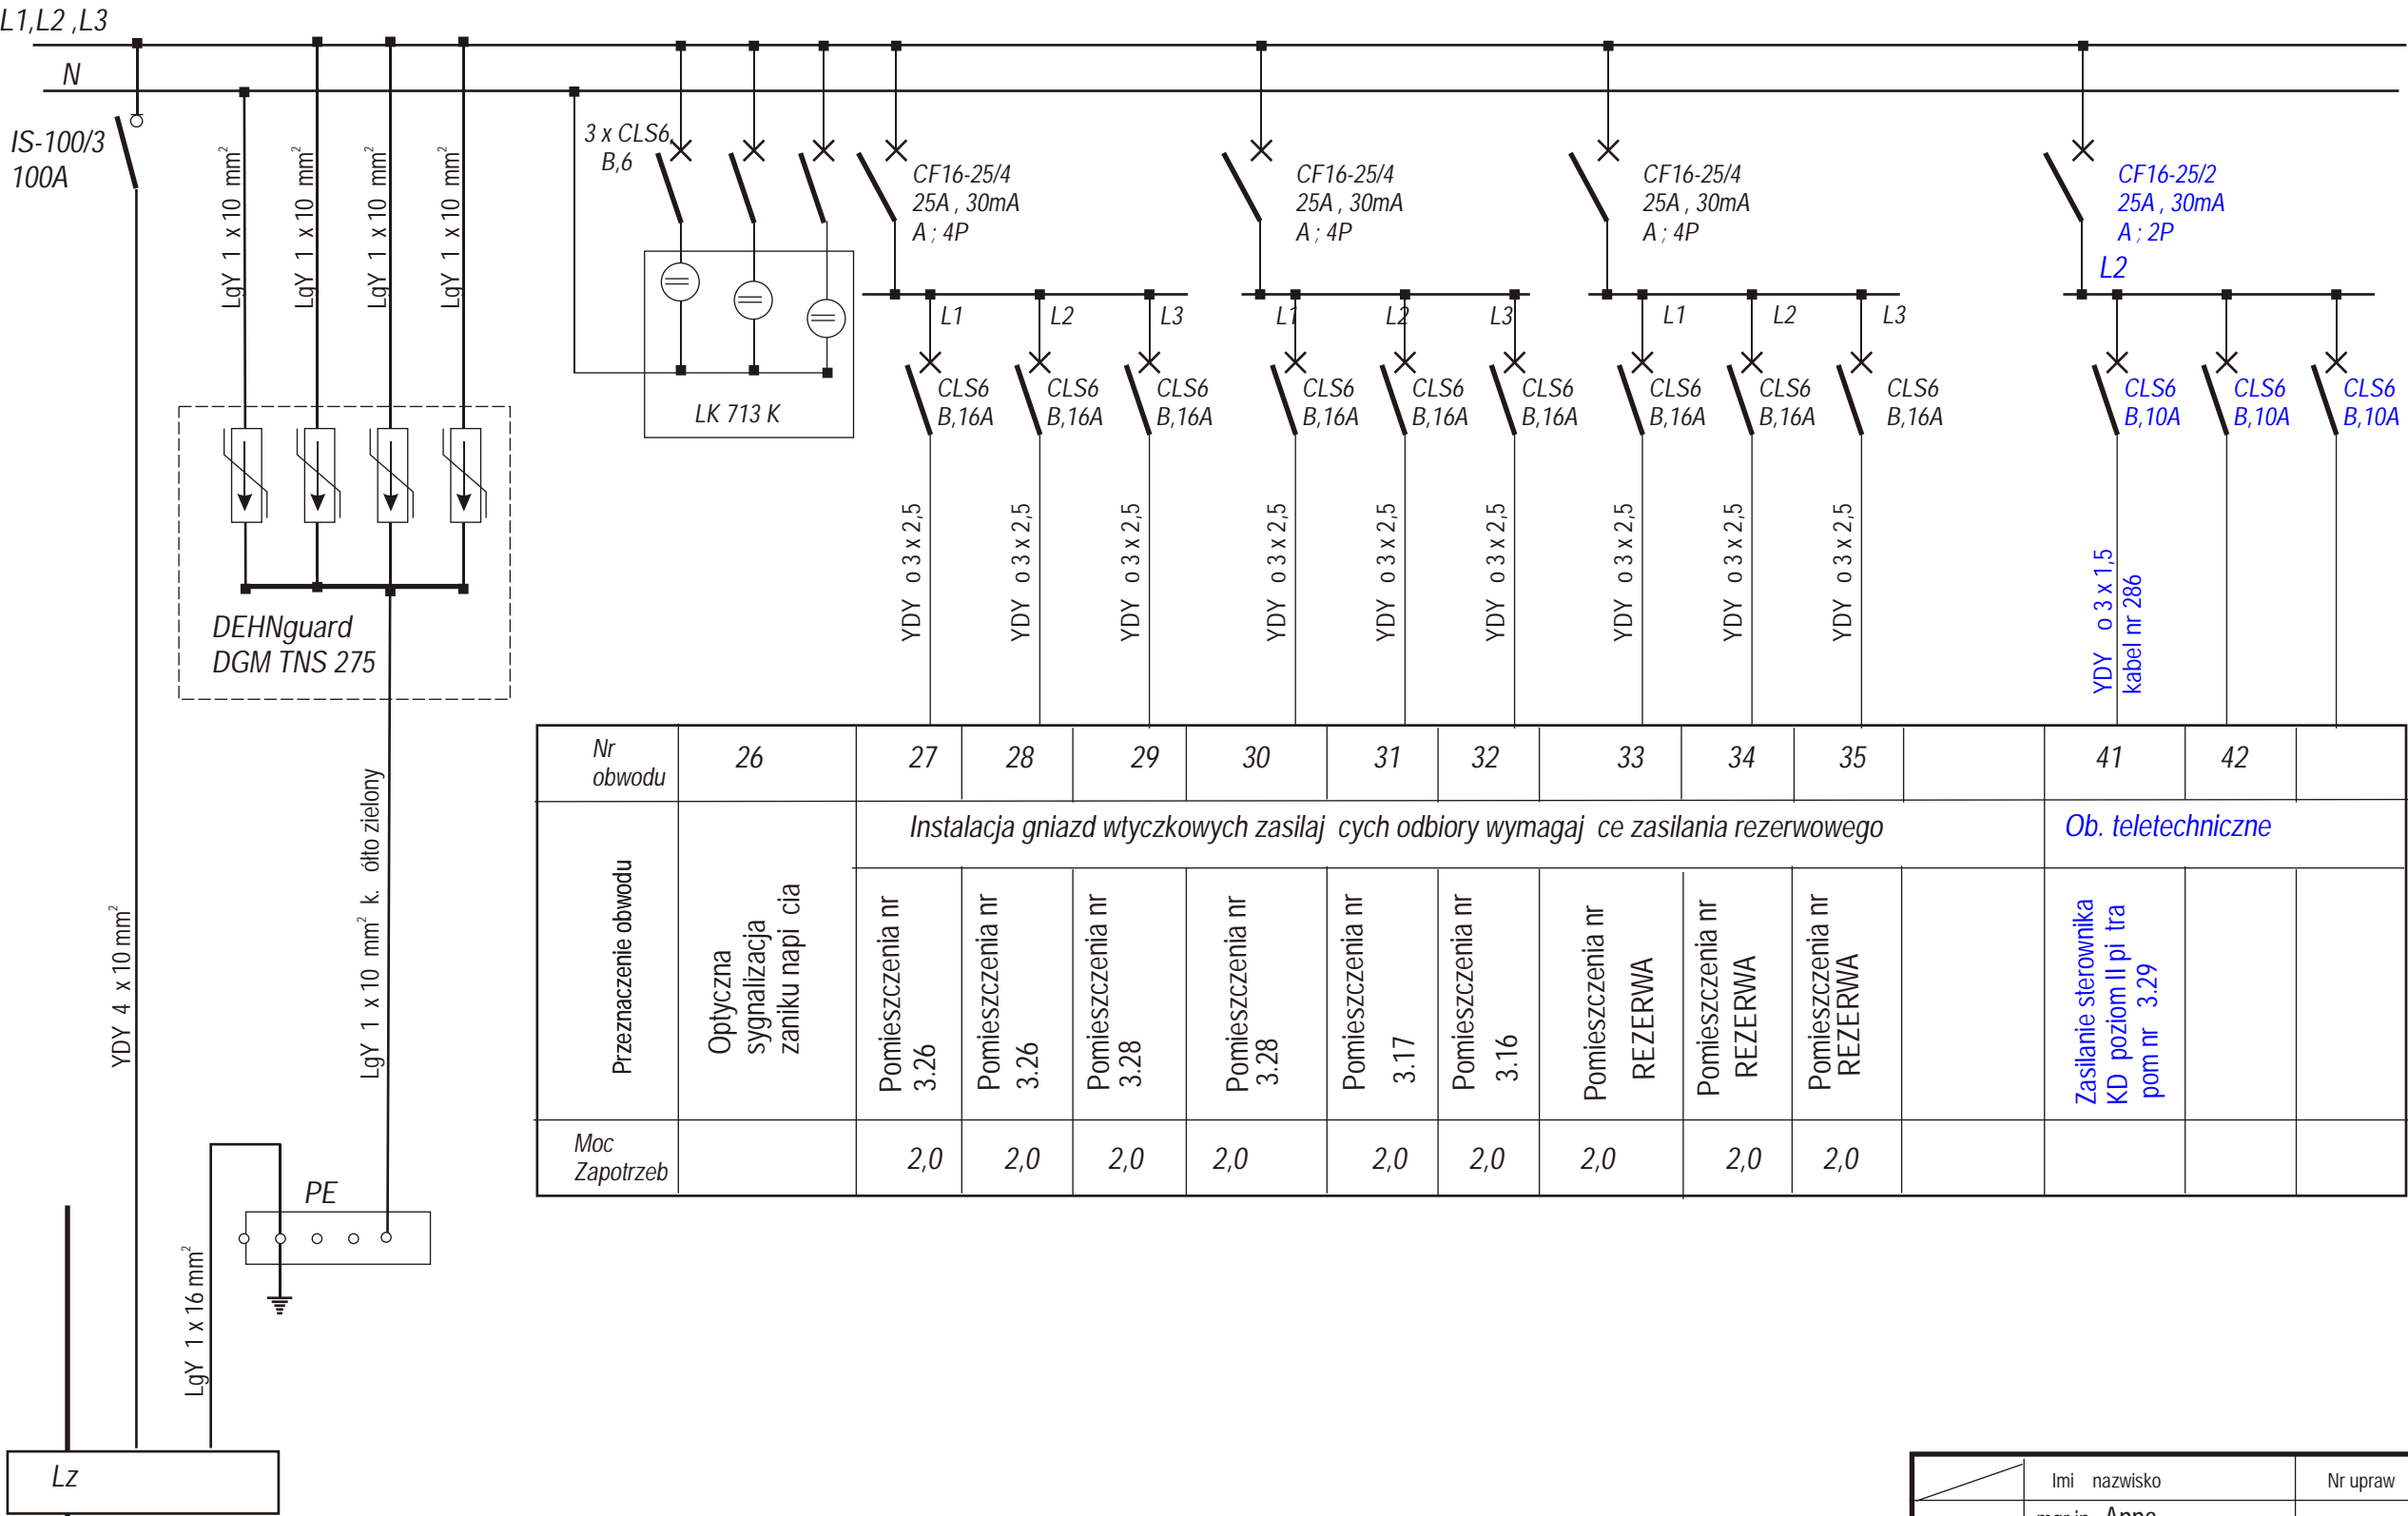 L1,L2 ,L3
N
IS-100/3
100A
LgY 1 x 10 mm²
LgY 1 x 10 mm²
LgY 1 x 10 mm²
LgY 1 x 10 mm²
3 x CLS6,
B,6
CF16-25/4
25A , 30mA
A ; 4P
CF16-25/4
25A , 30mA
A ; 4P
CF16-25/4
25A , 30mA
A ; 4P
CF16-25/2
25A , 30mA
A ; 2P
L2
L1 L2 L3
L1 L2 L3
L1 L2 L3
LK 713 K
CLS6
B,16A
CLS6
B,16A
CLS6
B,16A
CLS6
B,16A
CLS6
B,16A
CLS6
B,16A
CLS6
B,16A
CLS6
B,16A
CLS6
B,16A
CLS6
B,10A
CLS6
B,10A
CLS6
B,10A
YDY o 3 x 2,5
YDY o 3 x 2,5
YDY o 3 x 2,5
YDY o 3 x 2,5
YDY o 3 x 2,5
YDY o 3 x 2,5
YDY o 3 x 2,5
YDY o 3 x 2,5
YDY o 3 x 2,5
YDY o 3 x 1,5
kabel nr 286
DEHNguard
DGM TNS 275
YDY 4 x 10 mm²
LgY 1 x 10 mm² k. ółto zielony
LgY 1 x 16 mm²
PE
Lz
Nr
obwodu
26 27 28 29 30 31 32 33 34 35 41 42
Przeznaczenie obwodu
Instalacja gniazd wtyczkowych zasilaj cych odbiory wymagaj ce zasilania rezerwowego
Ob. teletechniczne
Optyczna
sygnalizacja
zaniku napi cia
Pomieszczenia nr
3.26
Pomieszczenia nr
3.26
Pomieszczenia nr
3.28
Pomieszczenia nr
3.28
Pomieszczenia nr
3.17
Pomieszczenia nr
3.16
Pomieszczenia nr
REZERWA
Pomieszczenia nr
REZERWA
Pomieszczenia nr
REZERWA
Zasilanie sterownika
KD poziom II pi tra
pom nr 3.29
Moc
Zapotrzeb
2,0 2,0 2,0 2,0 2,0 2,0 2,0 2,0 2,0
Imi nazwisko
Nr upraw